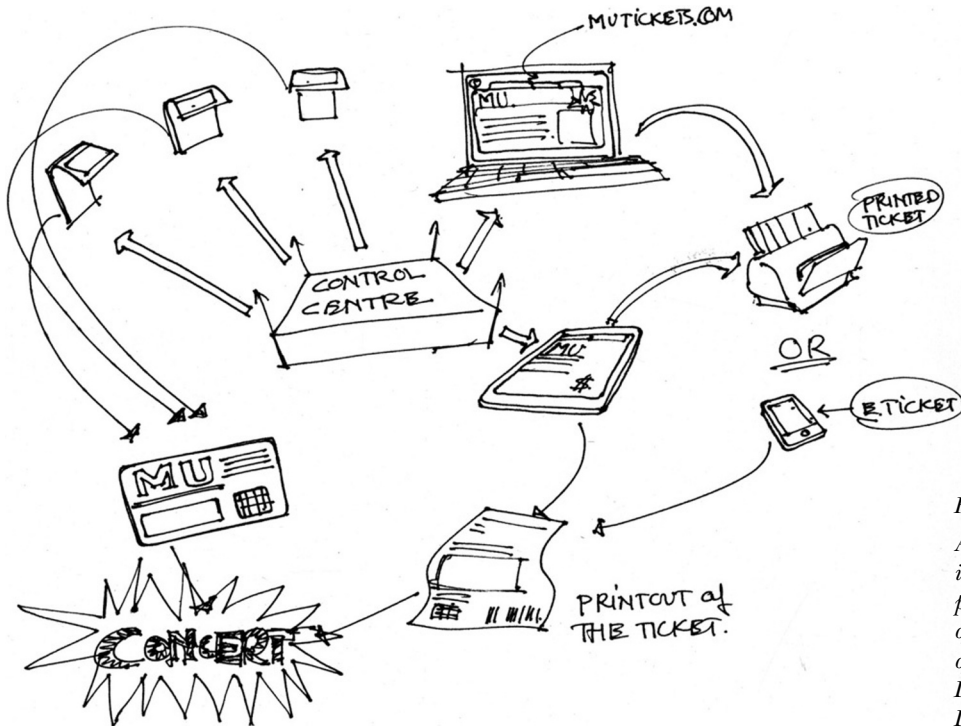 MUTICKETS.COM
MU.
PRINTED
TICKET
CONTROL
CENTRE
MU
$
OR
E.TICKET
MU
PRINTOUT of
THE TICKET.
CONCERT